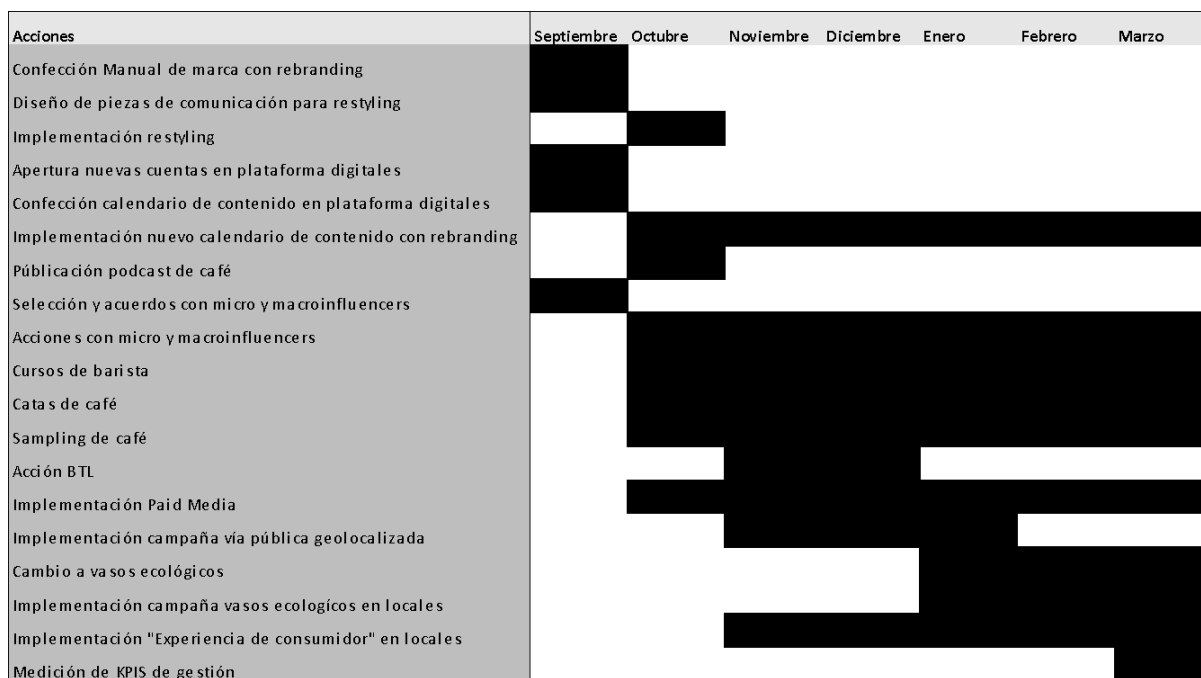 Acciones Septiembre Octubre Noviembre Diciembre Enero Febrero Marzo
Confección Manual de marca con rebranding
Diseño de piezas de comunicación para restyling
Implementación restyling
Apertura nuevas cuentas en plataforma digitales
Confección calendario de contenido en plataforma digitales
Implementación nuevo calendario de contenido con rebranding
Públicación podcast de café
Selección y acuerdos con micro y macroinfluencers
Acciones con micro y macroinfluencers
Cursos de barista
Catas de café
Sampling de café
Acción BTL
Implementación Paid Media
Implementación campaña vía pública geolocalizada
Cambio a vasos ecológicos
Implementación campaña vasos ecologícos en locales
Implementación "Experiencia de consumidor" en locales
Medición de KPIS de gestión